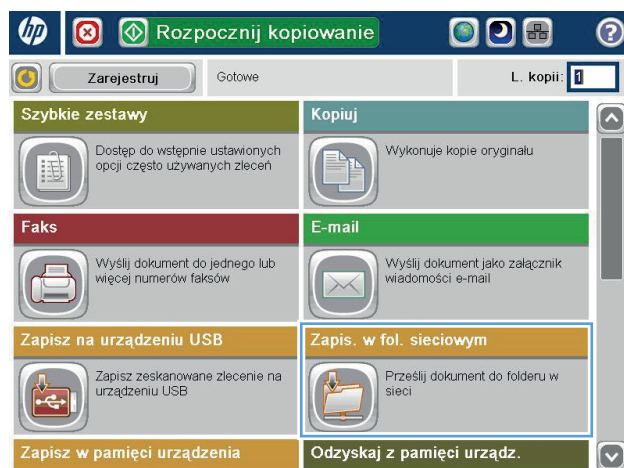 hp
Rozpocznij kopiowanie
?
Zarejestruj
Gotowe
L. kopii: 1
Szybkie zestawy
Dostęp do wstępnie ustawionych
opcji często używanych zleceń
Kopiuj
Wykonuje kopie oryginału
Faks
Wyślij dokument do jednego lub
więcej numerów faksów
E-mail
Wyślij dokument jako załącznik
wiadomości e-mail
Zapisz na urządzeniu USB
Zapisz zeskanowane zlecenie na
urządzeniu USB
Zapis. w fol. sieciowym
Prześlij dokument do folderu w
sieci
Zapisz w pamięci urządzenia
Odzyskaj z pamięci urządz.